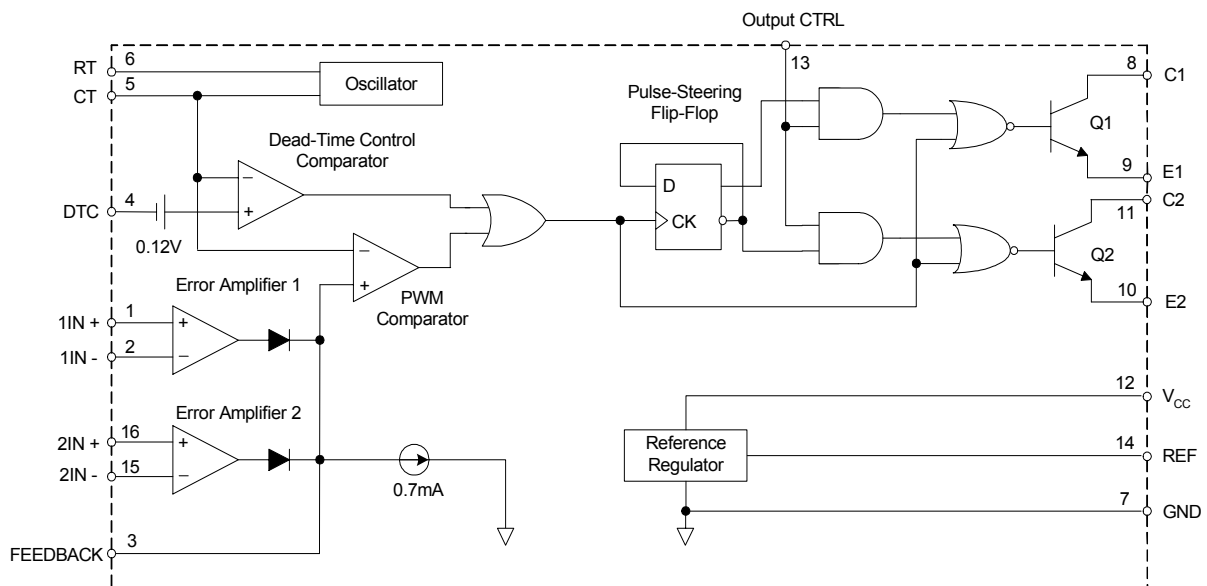 Output CTRL
13
RT
6
CT
5
Oscillator
Dead-Time Control
Comparator
DTC
4
0.12V
−
+
−
+
PWM
Comparator
Pulse-Steering
Flip-Flop
D
CK
8
C1
Q1
9
E1
C2
11
Q2
10
E2
Error Amplifier 1
1IN +
1
1IN -
2
+
−
Error Amplifier 2
2IN +
16
2IN -
15
+
−
0.7mA
FEEDBACK
3
12
VCC
Reference
Regulator
14
REF
7
GND